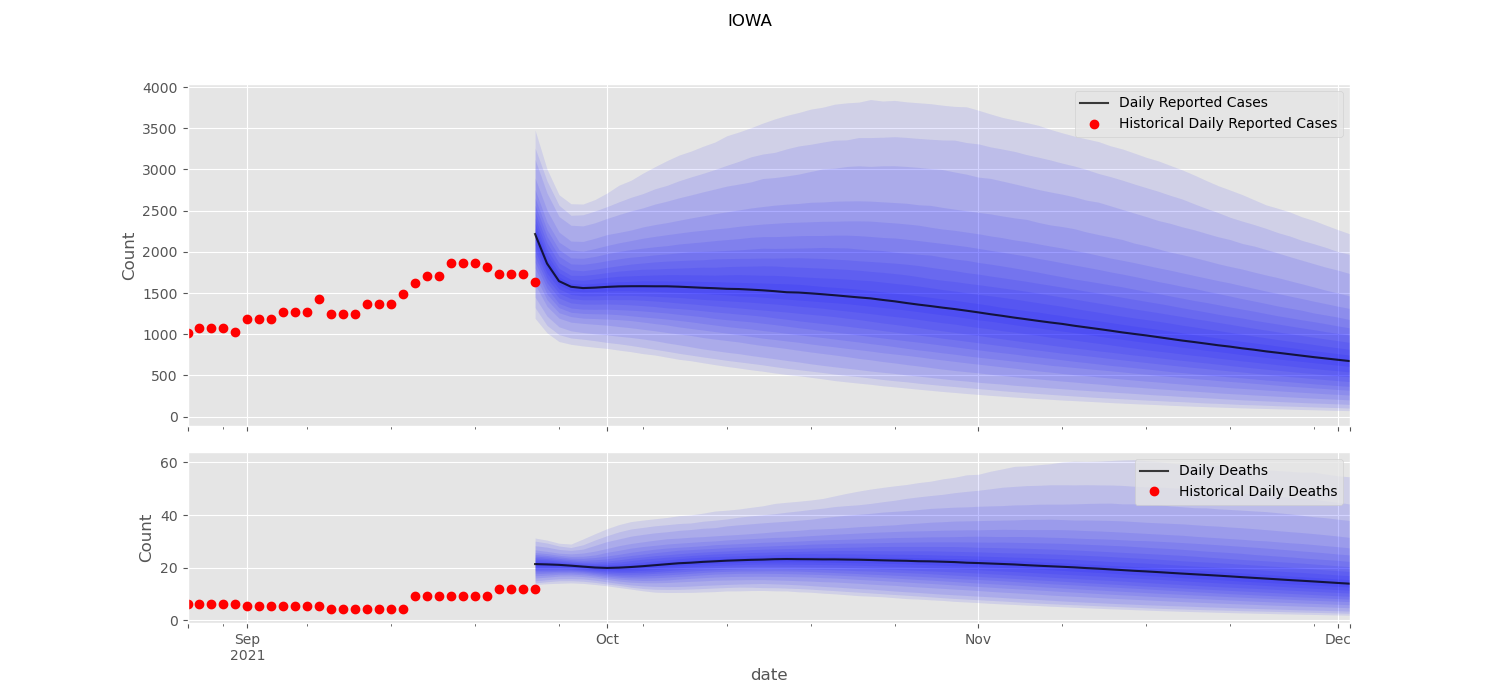 IOWA
4000
3500
3000
2500
2000
1500
1000
500
0
Count
Daily Reported Cases
Historical Daily Reported Cases
60
40
20
0
Count
Daily Deaths
Historical Daily Deaths
Sep
2021
Oct
Nov
Dec
date